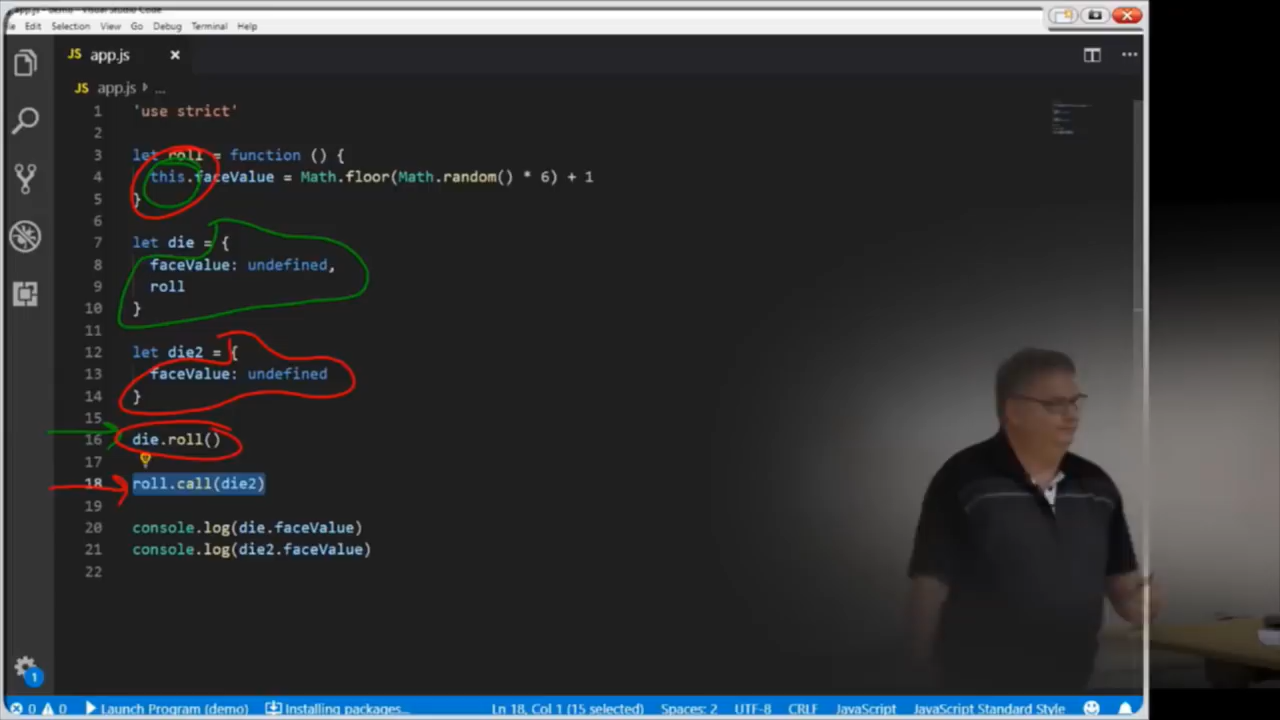 app.js - demo - Visual Studio Code
Edit Selection View Go Debug Terminal Help
JS app.js ×
JS app.js › ...
1 'use strict'
2
3 let roll = function () {
4 this.faceValue = Math.floor(Math.random() * 6) + 1
5 }
6
7 let die = {
8 faceValue: undefined,
9 roll
10 }
11
12 let die2 = {
13 faceValue: undefined
14 }
15
16 die.roll()
17
18 roll.call(die2)
19
20 console.log(die.faceValue)
21 console.log(die2.faceValue)
22
1
0 0 Launch Program (demo) Installing packages... Ln 18, Col 1 (15 selected) Spaces: 2 UTF-8 CRLF JavaScript JavaScript Standard Style